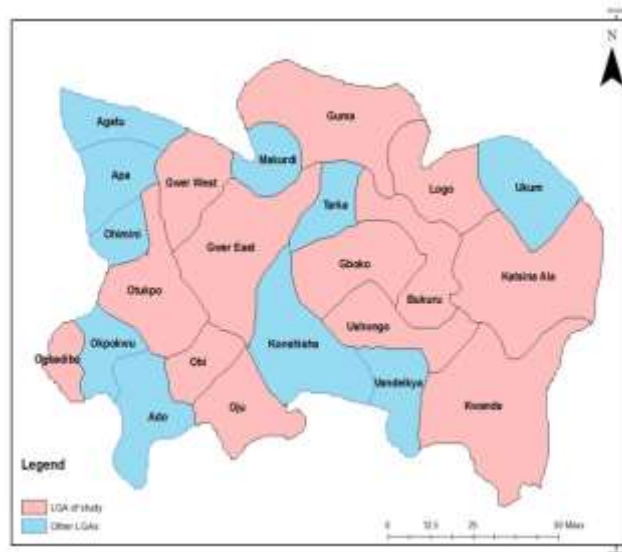 N
Guma
Agatu
Makurdi
Apa
Gwer West
Logo
Ukum
Tarka
Ohimini
Gwer East
Gboko
Katsina Ala
Otukpo
Bukuru
Ushongo
Okpokwu
Ogbadibo
Obi
Konshisha
Vandeikya
Ado
Oju
Kwande
Legend
LGA of study
Other LGAs
0 12.5 25 50 Miles